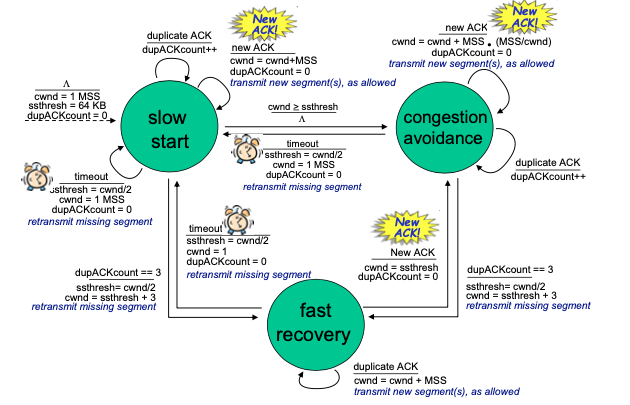 New
ACK!
duplicate ACK
dupACKcount++
new ACK
cwnd = cwnd+MSS
dupACKcount = 0
transmit new segment(s), as allowed
New
ACK!
new ACK
cwnd = cwnd + MSS . (MSS/cwnd)
dupACKcount = 0
transmit new segment(s), as allowed
Λ
cwnd = 1 MSS
ssthresh = 64 KB
dupACKcount = 0
slow
start
cwnd ≥ ssthresh
Λ
congestion
avoidance
timeout
ssthresh = cwnd/2
cwnd = 1 MSS
dupACKcount = 0
retransmit missing segment
timeout
ssthresh = cwnd/2
cwnd = 1 MSS
dupACKcount = 0
retransmit missing segment
duplicate ACK
dupACKcount++
timeout
ssthresh = cwnd/2
cwnd = 1
dupACKcount = 0
retransmit missing segment
New
ACK!
New ACK
cwnd = ssthresh
dupACKcount = 0
dupACKcount == 3
ssthresh= cwnd/2
cwnd = ssthresh + 3
retransmit missing segment
dupACKcount == 3
ssthresh= cwnd/2
cwnd = ssthresh + 3
retransmit missing segment
fast
recovery
duplicate ACK
cwnd = cwnd + MSS
transmit new segment(s), as allowed